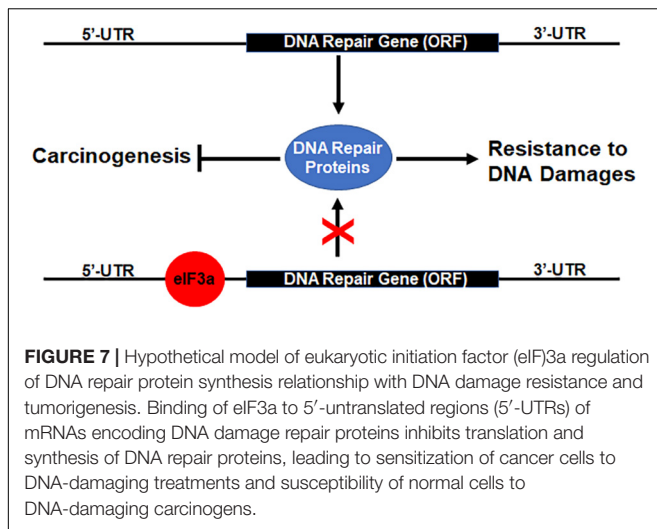 5'-UTR DNA Repair Gene (ORF) 3'-UTR
Carcinogenesis
DNA Repair
Proteins
Resistance to
DNA Damages
5'-UTR eIF3a DNA Repair Gene (ORF) 3'-UTR
FIGURE 7 | Hypothetical model of eukaryotic initiation factor (eIF)3a regulation
of DNA repair protein synthesis relationship with DNA damage resistance and
tumorigenesis. Binding of eIF3a to 5′-untranslated regions (5′-UTRs) of
mRNAs encoding DNA damage repair proteins inhibits translation and
synthesis of DNA repair proteins, leading to sensitization of cancer cells to
DNA-damaging treatments and susceptibility of normal cells to
DNA-damaging carcinogens.